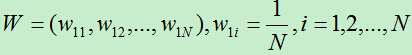 W = (w₁₁, w₁₂,..., w₁N), w₁ᵢ = 1/N, i = 1,2,..., N